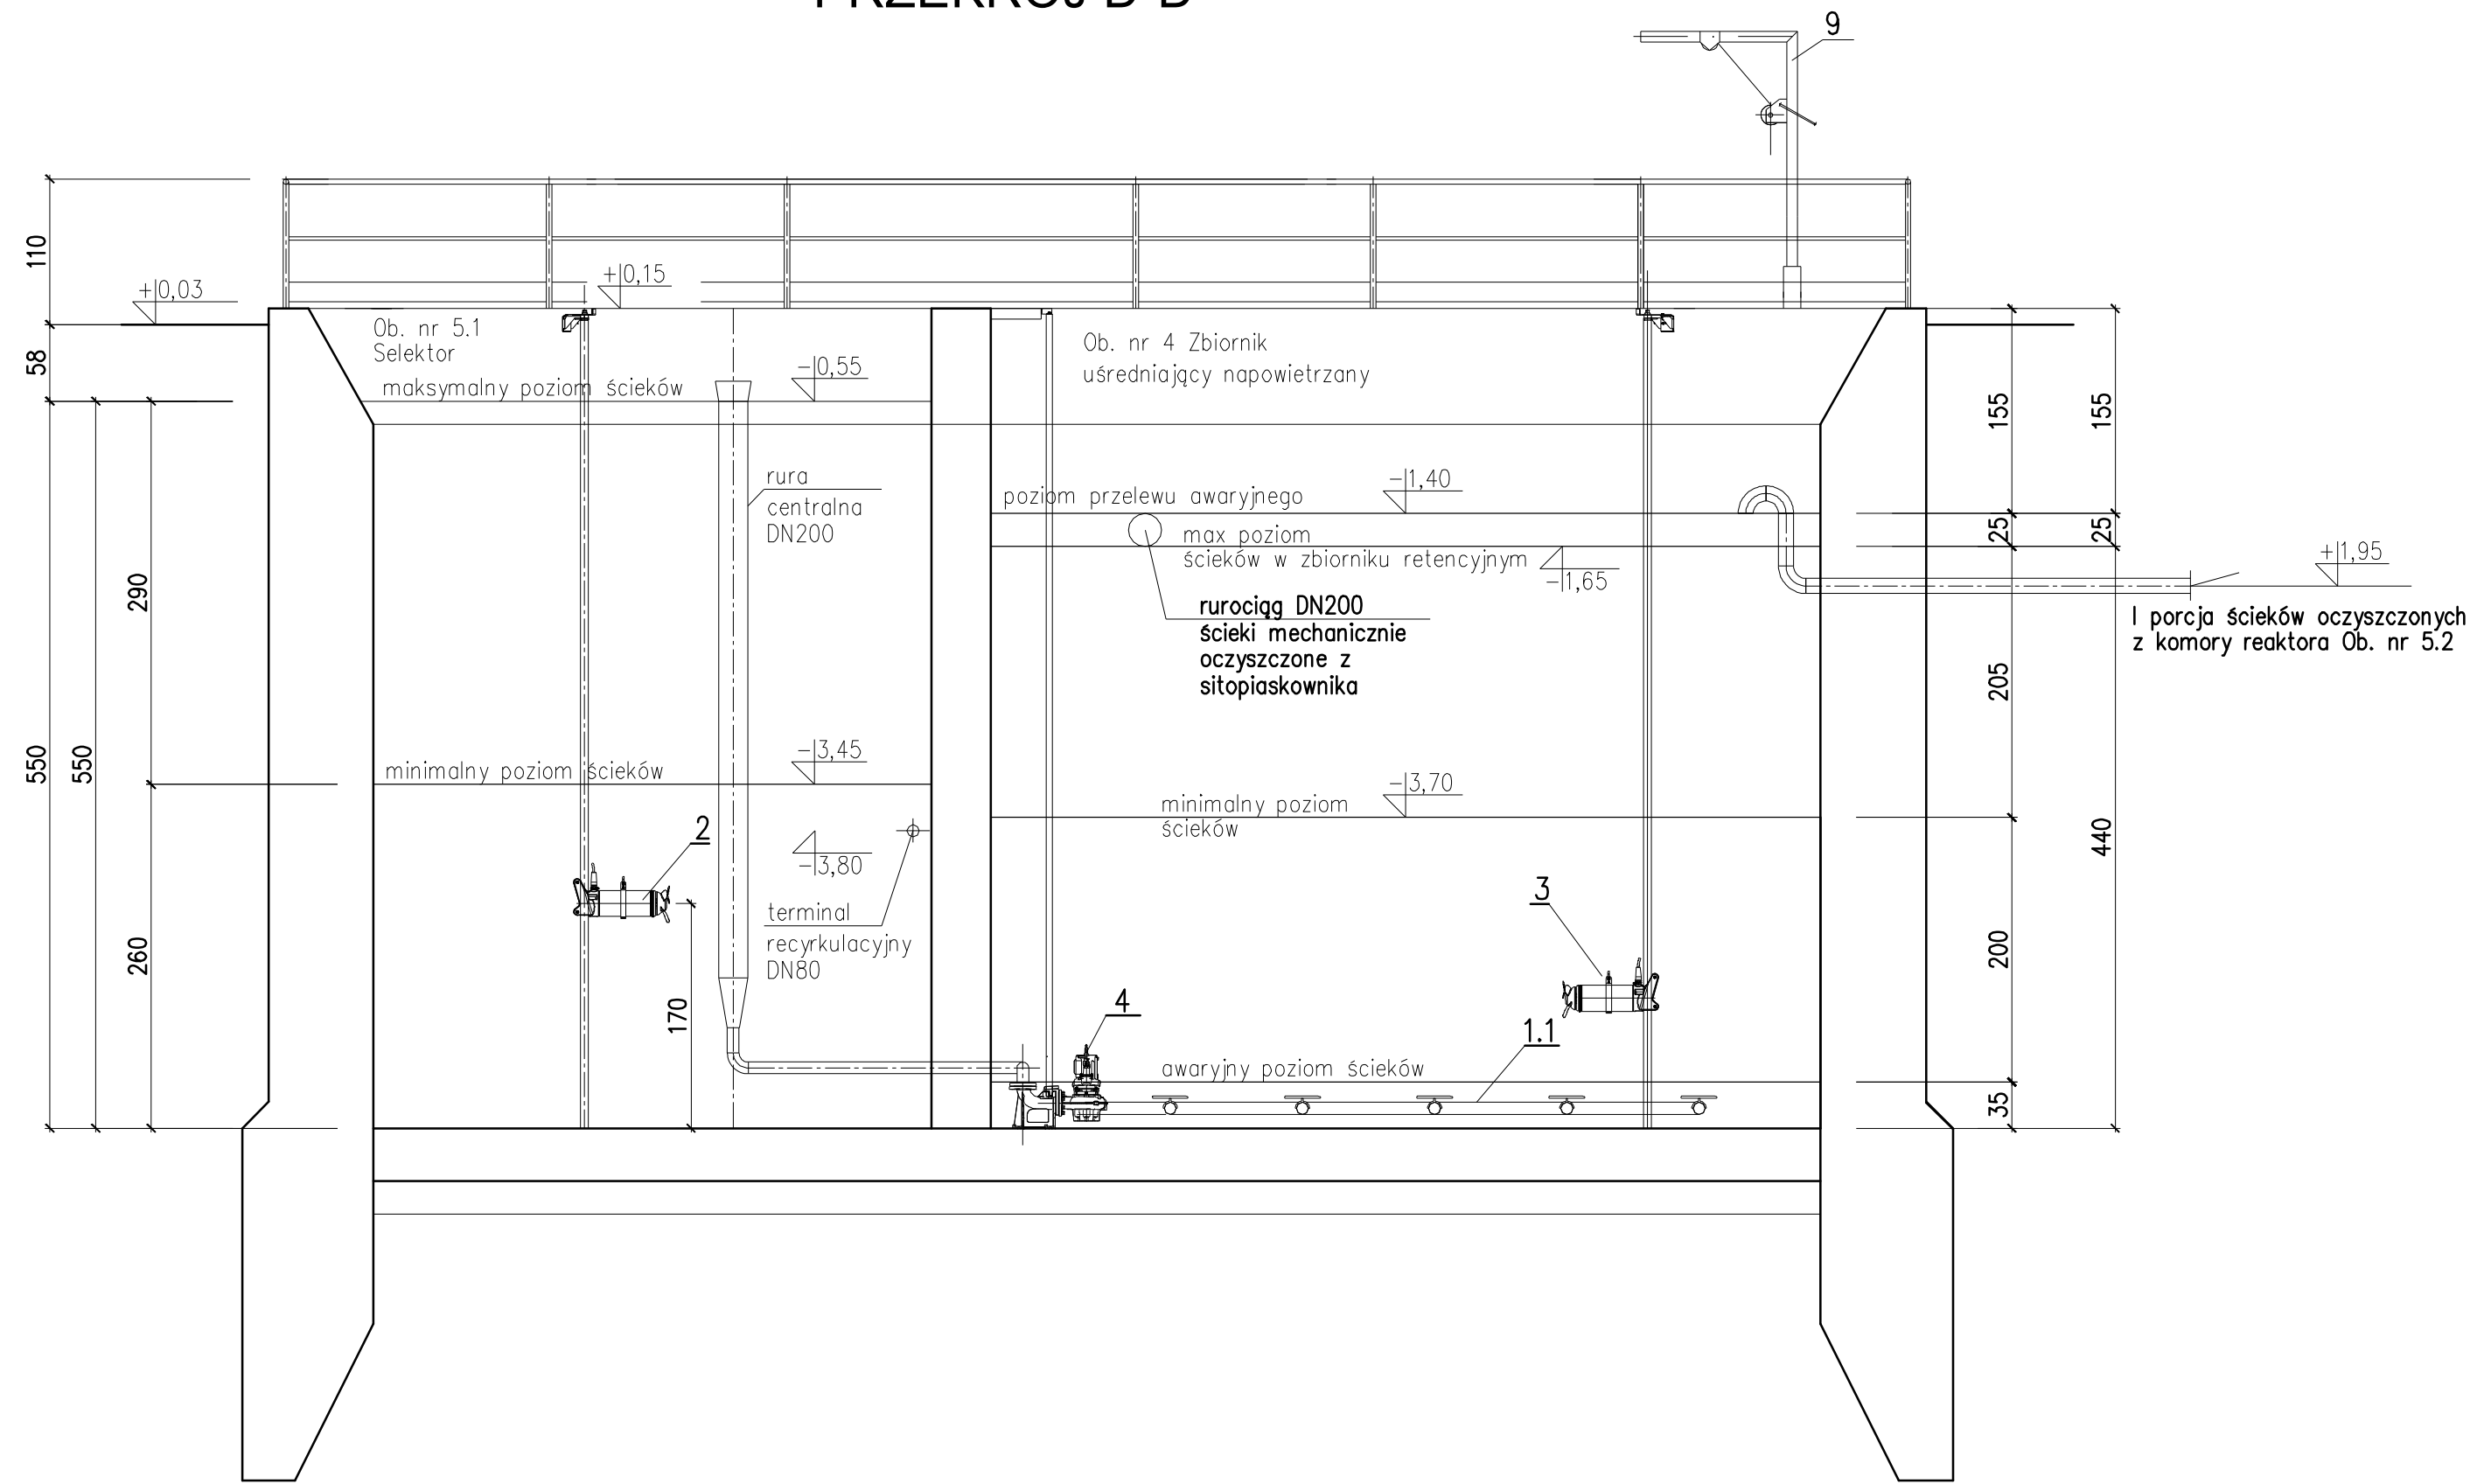 PRZEKRÓJ B-B
9
110
+0,03
+0,15
Ob. nr 5.1
Selektor
58
maksymalny poziom ścieków
-0,55
Ob. nr 4 Zbiornik
uśredniający napowietrzany
155
155
rura
centralna
DN200
poziom przelewu awaryjnego
-1,40
25
25
max poziom
ścieków w zbiorniku retencyjnym
-1,65
+1,95
290
rurociąg DN200
ścieki mechanicznie
oczyszczone z
sitopiaskownika
I porcja ścieków oczyszczonych
z komory reaktora Ob. nr 5.2
205
550
550
minimalny poziom ścieków
-3,45
-3,70
minimalny poziom
ścieków
440
2
-3,80
terminal
recyrkulacyjny
DN80
3
260
200
170
4
1.1
awaryjny poziom ścieków
35